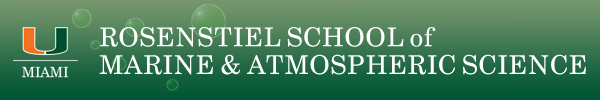 ROSENSTIEL SCHOOL of
MARINE & ATMOSPHERIC SCIENCE
U
MIAMI